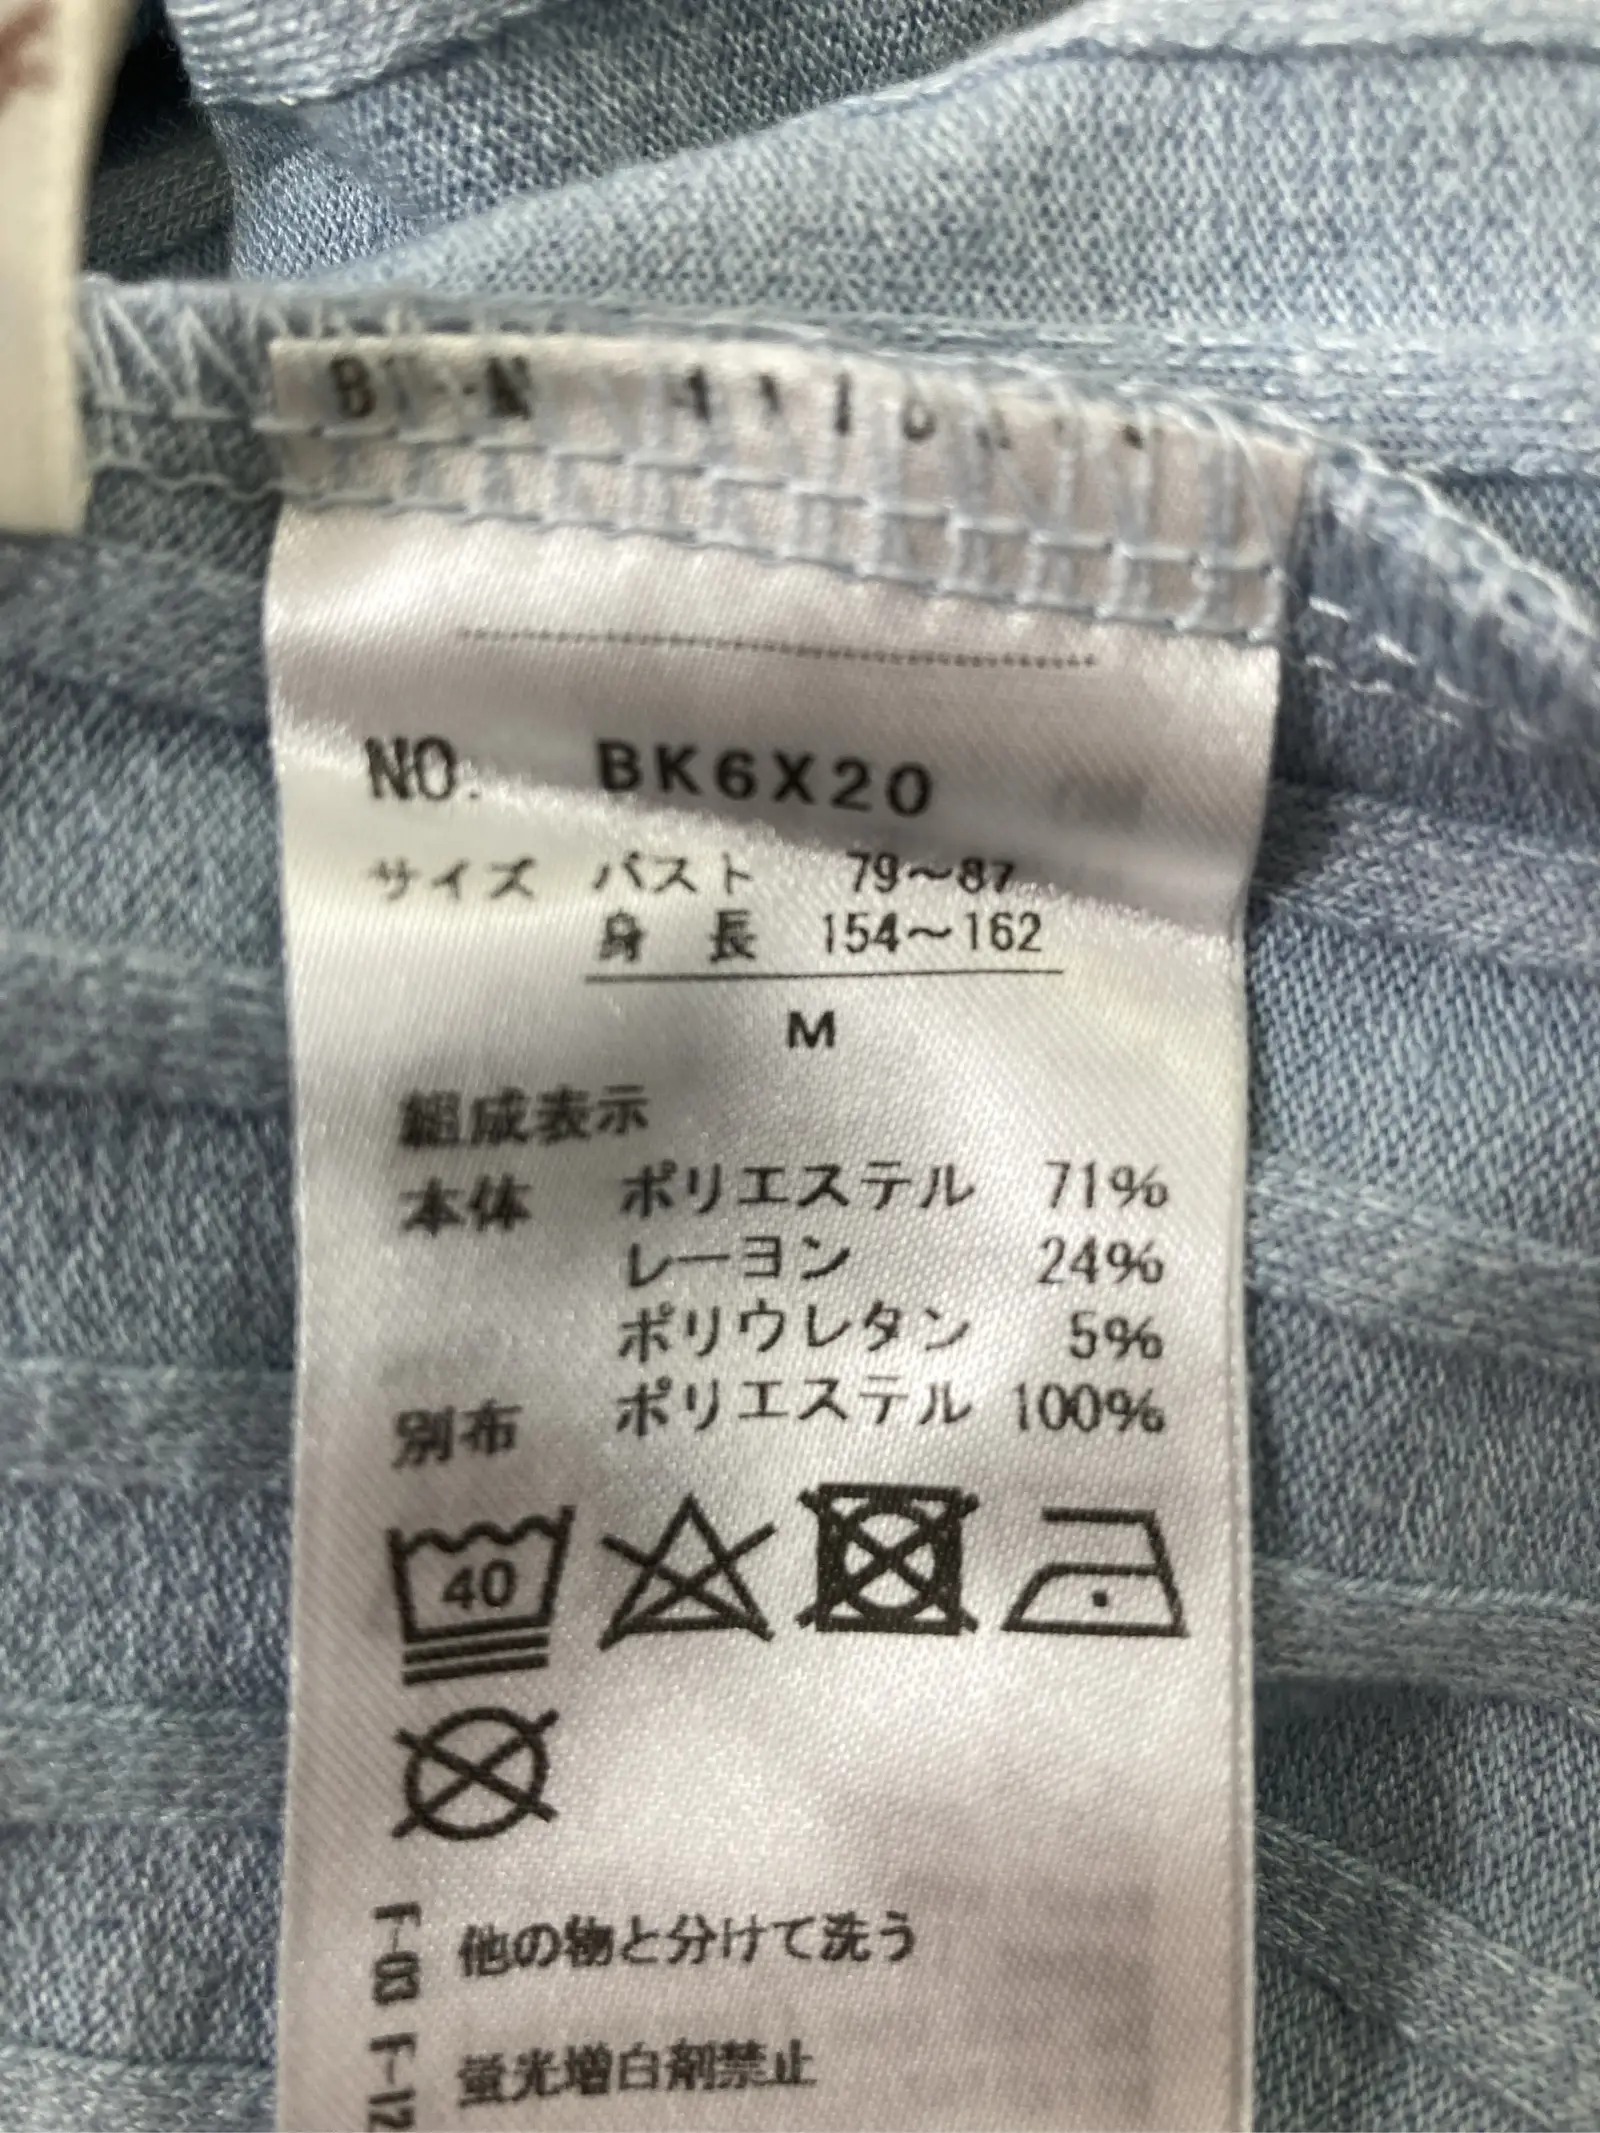 NO. BK6X20
サイズ バスト 79～87
身長 154～162
M
組成表示
本体 ポリエステル 71%
レーヨン 24%
ポリウレタン 5%
別布 ポリエステル 100%
40
他の物と分けて洗う
蛍光増白剤禁止
F-03 F-12